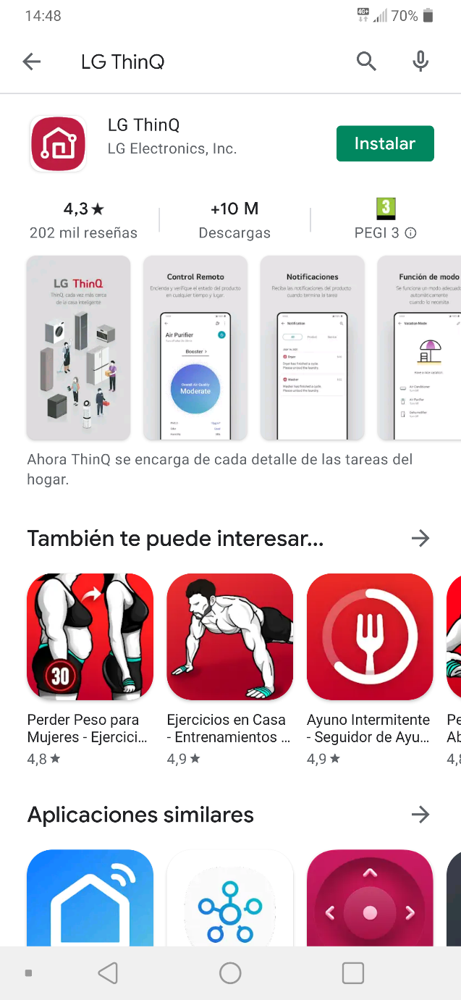 14:48
4G+
70%
LG ThinQ
LG ThinQ
LG Electronics, Inc.
Instalar
4,3★
+10 M
3
202 mil reseñas
Descargas
PEGI 3
LG ThinQ
ThinQ, cada vez más cerca
de la casa inteligente
Control Remoto
Encienda y verifique el estado del producto
en cualquier tiempo y lugar.
Air Purifier
Booster >
Overall Air Quality
Moderate
Notificaciones
Reciba las notificaciones del producto
cuando termina la tarea
Notification
All
Product
Dryer
Dryer has finished a cycle.
Please unload the laundry.
Washer
Washer has finished a cycle.
Please unload the laundry.
Función de modo
Se funciona un modo adecuado
automáticamente
cuando lo necesita
Vacation Mode
Have a nice vacation
Air Conditioner
Air Purifier
Dehumidifier
Ahora ThinQ se encarga de cada detalle de las tareas del
hogar.
También te puede interesar...
30
Perder Peso para
Mujeres - Ejercici...
4,8★
Ejercicios en Casa
- Entrenamientos ...
4,9★
Ayuno Intermitente
- Seguidor de Ayu...
4,9★
Pe
Ab
4,8
Aplicaciones similares